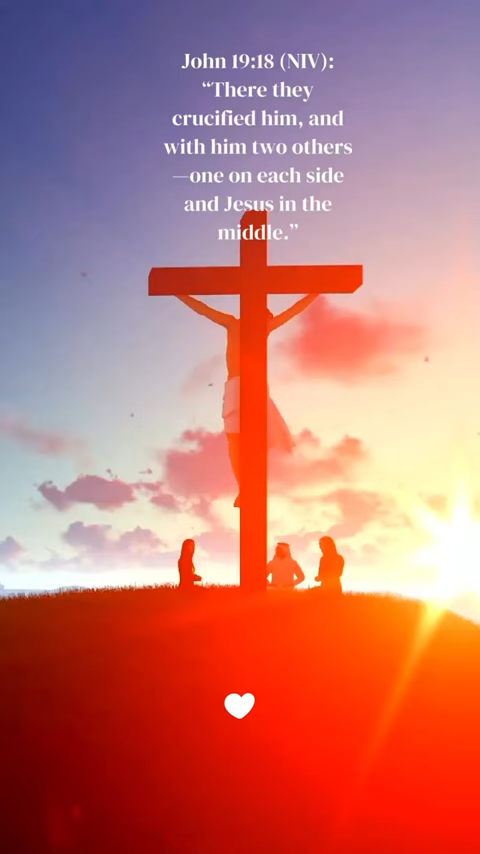 John 19:18 (NIV):
“There they
crucified him, and
with him two others
—one on each side
and Jesus in the
middle.”